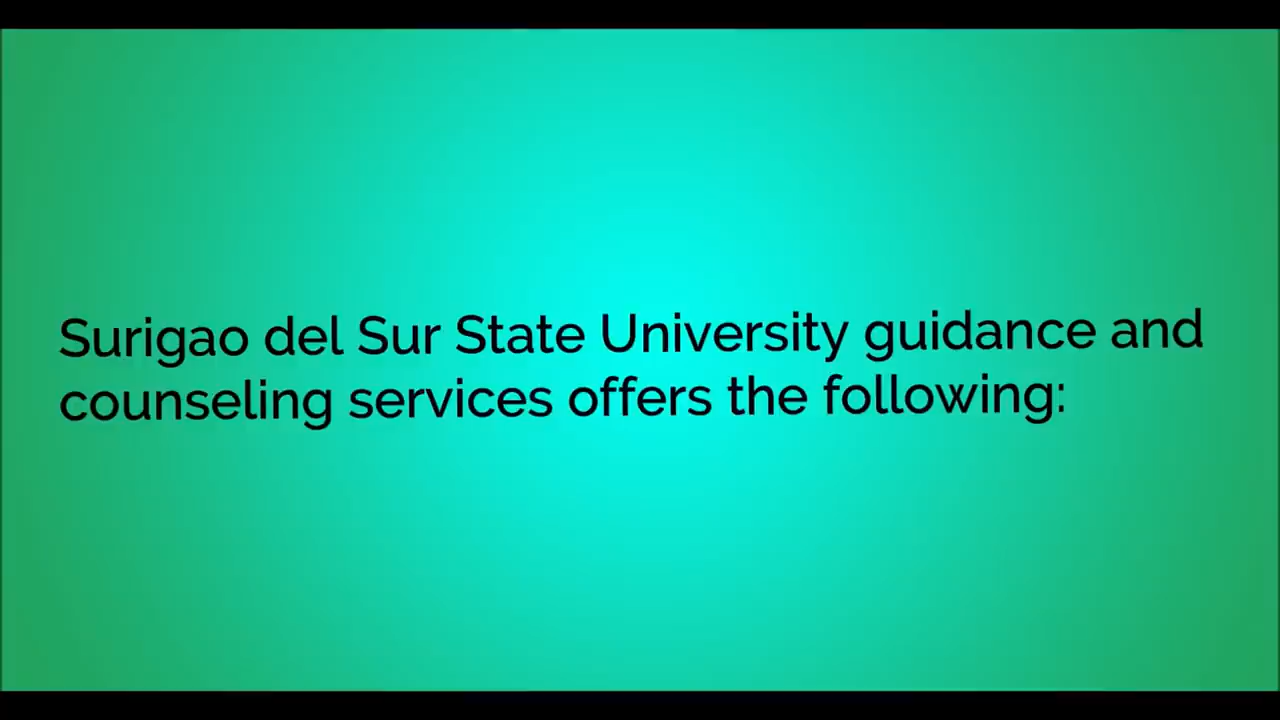 Surigao del Sur State University guidance and
counseling services offers the following: